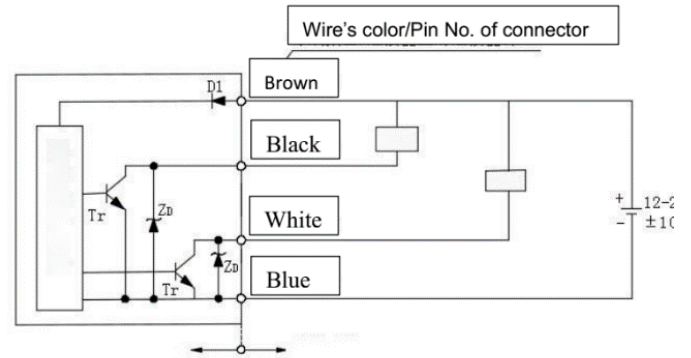 Wire's color/Pin No. of connector
D1
Brown
Black
Tr
ZD
White
+ 12-2
- ±10
ZD
Tr
Blue